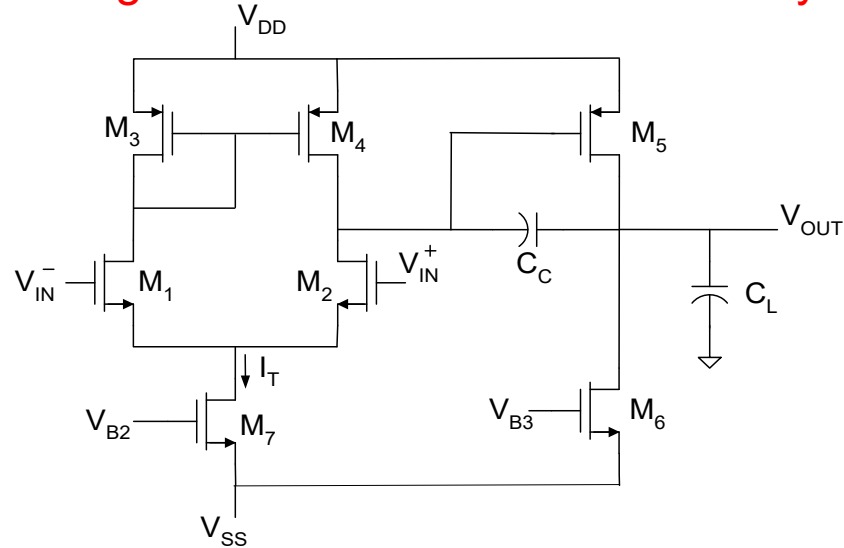 V_DD
M_3
M_4
M_5
V_OUT
C_C
V_IN^-
M_1
M_2
V_IN^+
C_L
I_T
V_B2
M_7
V_B3
M_6
V_SS